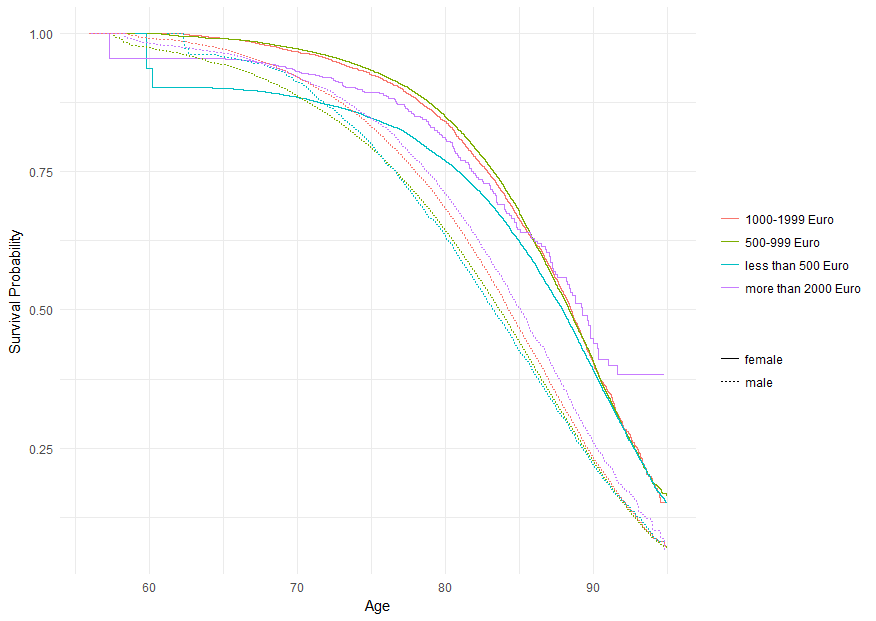 1.00
0.75
0.50
0.25
Survival Probability
60 70 80 90
Age
1000-1999 Euro
500-999 Euro
less than 500 Euro
more than 2000 Euro
female
male